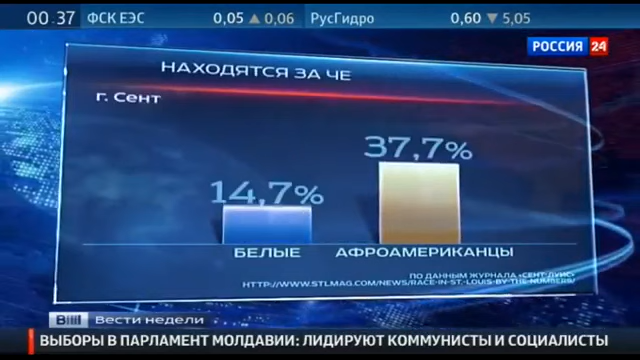 00:37 ФСК ЕЭС 0,05 ▲ 0,06 РусГидро 0,60 ▼ 5,05
РОССИЯ 24
НАХОДЯТСЯ ЗА ЧЕ
г. Сент
37,7%
14,7%
БЕЛЫЕ АФРОАМЕРИКАНЦЫ
ПО ДАННЫМ ЖУРНАЛА «СЕНТ-ЛУИС»
HTTP://WWW.STLMAG.COM/NEWS/RACE-IN-ST.-LOUIS-BY-THE-NUMBERS/
Вести недели
ВЫБОРЫ В ПАРЛАМЕНТ МОЛДАВИИ: ЛИДИРУЮТ КОММУНИСТЫ И СОЦИАЛИСТЫ